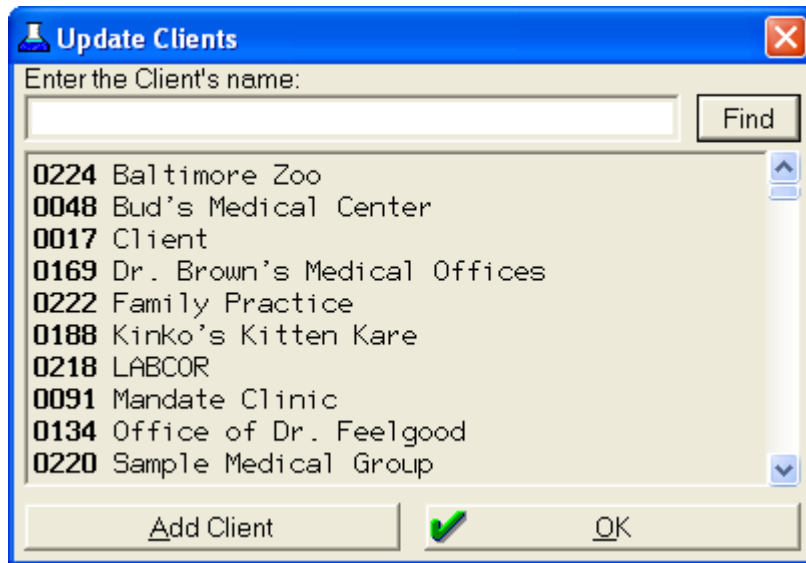 Update Clients
Enter the Client's name:
Find
0224 Baltimore Zoo
0048 Bud's Medical Center
0017 Client
0169 Dr. Brown's Medical Offices
0222 Family Practice
0188 Kinko's Kitten Kare
0218 LABCOR
0091 Mandate Clinic
0134 Office of Dr. Feelgood
0220 Sample Medical Group
Add Client
OK